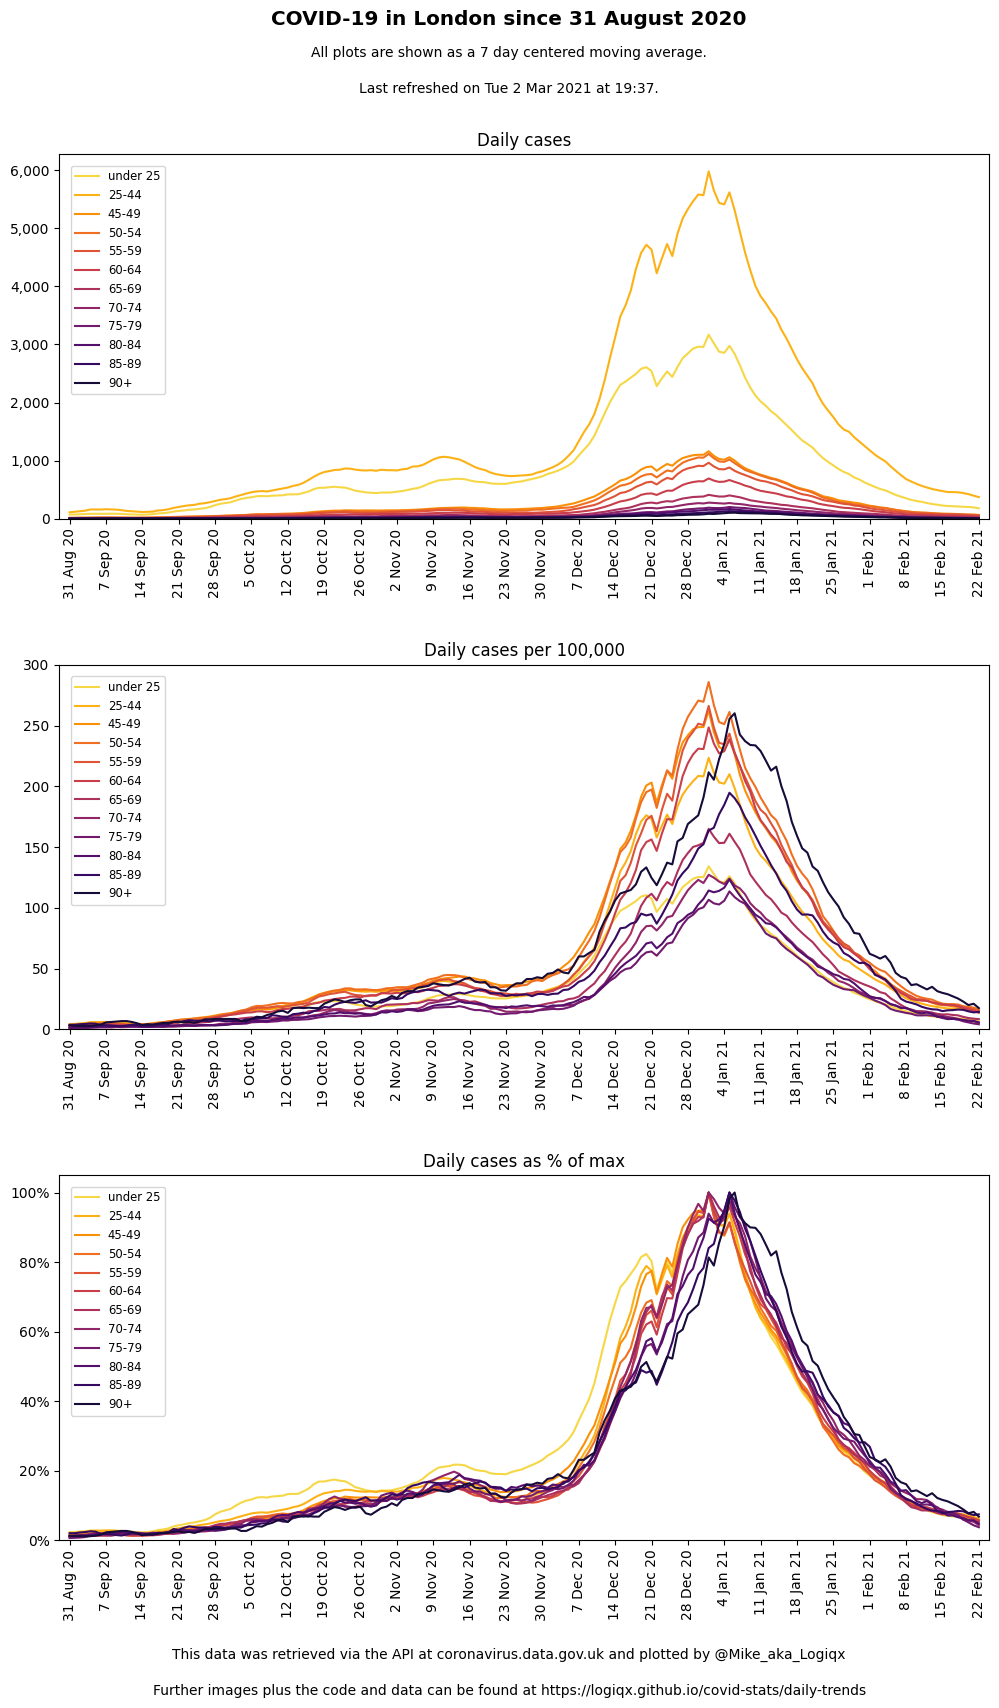 COVID-19 in London since 31 August 2020
All plots are shown as a 7 day centered moving average.
Last refreshed on Tue 2 Mar 2021 at 19:37.
Daily cases
6,000
5,000
4,000
3,000
2,000
1,000
0
under 25
25-44
45-49
50-54
55-59
60-64
65-69
70-74
75-79
80-84
85-89
90+
31 Aug 20
7 Sep 20
14 Sep 20
21 Sep 20
28 Sep 20
5 Oct 20
12 Oct 20
19 Oct 20
26 Oct 20
2 Nov 20
9 Nov 20
16 Nov 20
23 Nov 20
30 Nov 20
7 Dec 20
14 Dec 20
21 Dec 20
28 Dec 20
4 Jan 21
11 Jan 21
18 Jan 21
25 Jan 21
1 Feb 21
8 Feb 21
15 Feb 21
22 Feb 21
Daily cases per 100,000
300
250
200
150
100
50
0
under 25
25-44
45-49
50-54
55-59
60-64
65-69
70-74
75-79
80-84
85-89
90+
31 Aug 20
7 Sep 20
14 Sep 20
21 Sep 20
28 Sep 20
5 Oct 20
12 Oct 20
19 Oct 20
26 Oct 20
2 Nov 20
9 Nov 20
16 Nov 20
23 Nov 20
30 Nov 20
7 Dec 20
14 Dec 20
21 Dec 20
28 Dec 20
4 Jan 21
11 Jan 21
18 Jan 21
25 Jan 21
1 Feb 21
8 Feb 21
15 Feb 21
22 Feb 21
Daily cases as % of max
100%
80%
60%
40%
20%
0%
under 25
25-44
45-49
50-54
55-59
60-64
65-69
70-74
75-79
80-84
85-89
90+
31 Aug 20
7 Sep 20
14 Sep 20
21 Sep 20
28 Sep 20
5 Oct 20
12 Oct 20
19 Oct 20
26 Oct 20
2 Nov 20
9 Nov 20
16 Nov 20
23 Nov 20
30 Nov 20
7 Dec 20
14 Dec 20
21 Dec 20
28 Dec 20
4 Jan 21
11 Jan 21
18 Jan 21
25 Jan 21
1 Feb 21
8 Feb 21
15 Feb 21
22 Feb 21
This data was retrieved via the API at coronavirus.data.gov.uk and plotted by @Mike_aka_Logiqx
Further images plus the code and data can be found at https://logiqx.github.io/covid-stats/daily-trends